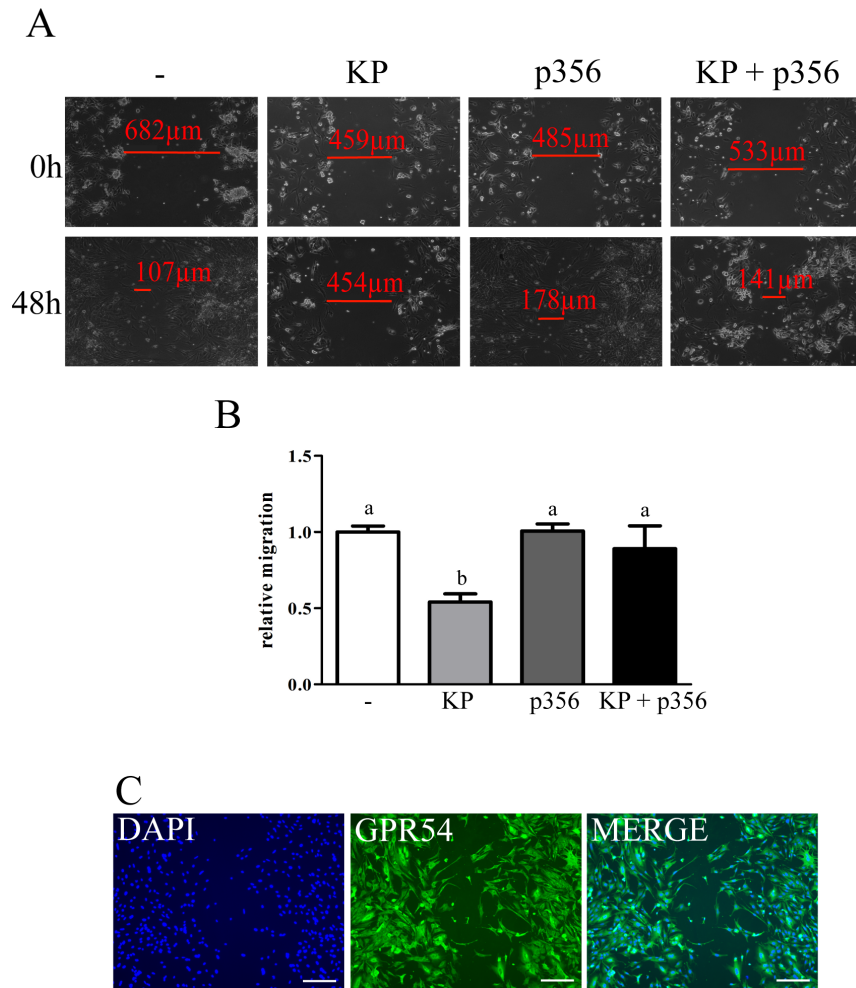 A
- KP p356 KP + p356
0h
682µm 459µm 485µm 533µm
48h
107µm 454µm 178µm 141µm
B
relative migration
1.5
1.0
0.5
0.0
a b a a
- KP p356 KP + p356
C
DAPI GPR54 MERGE